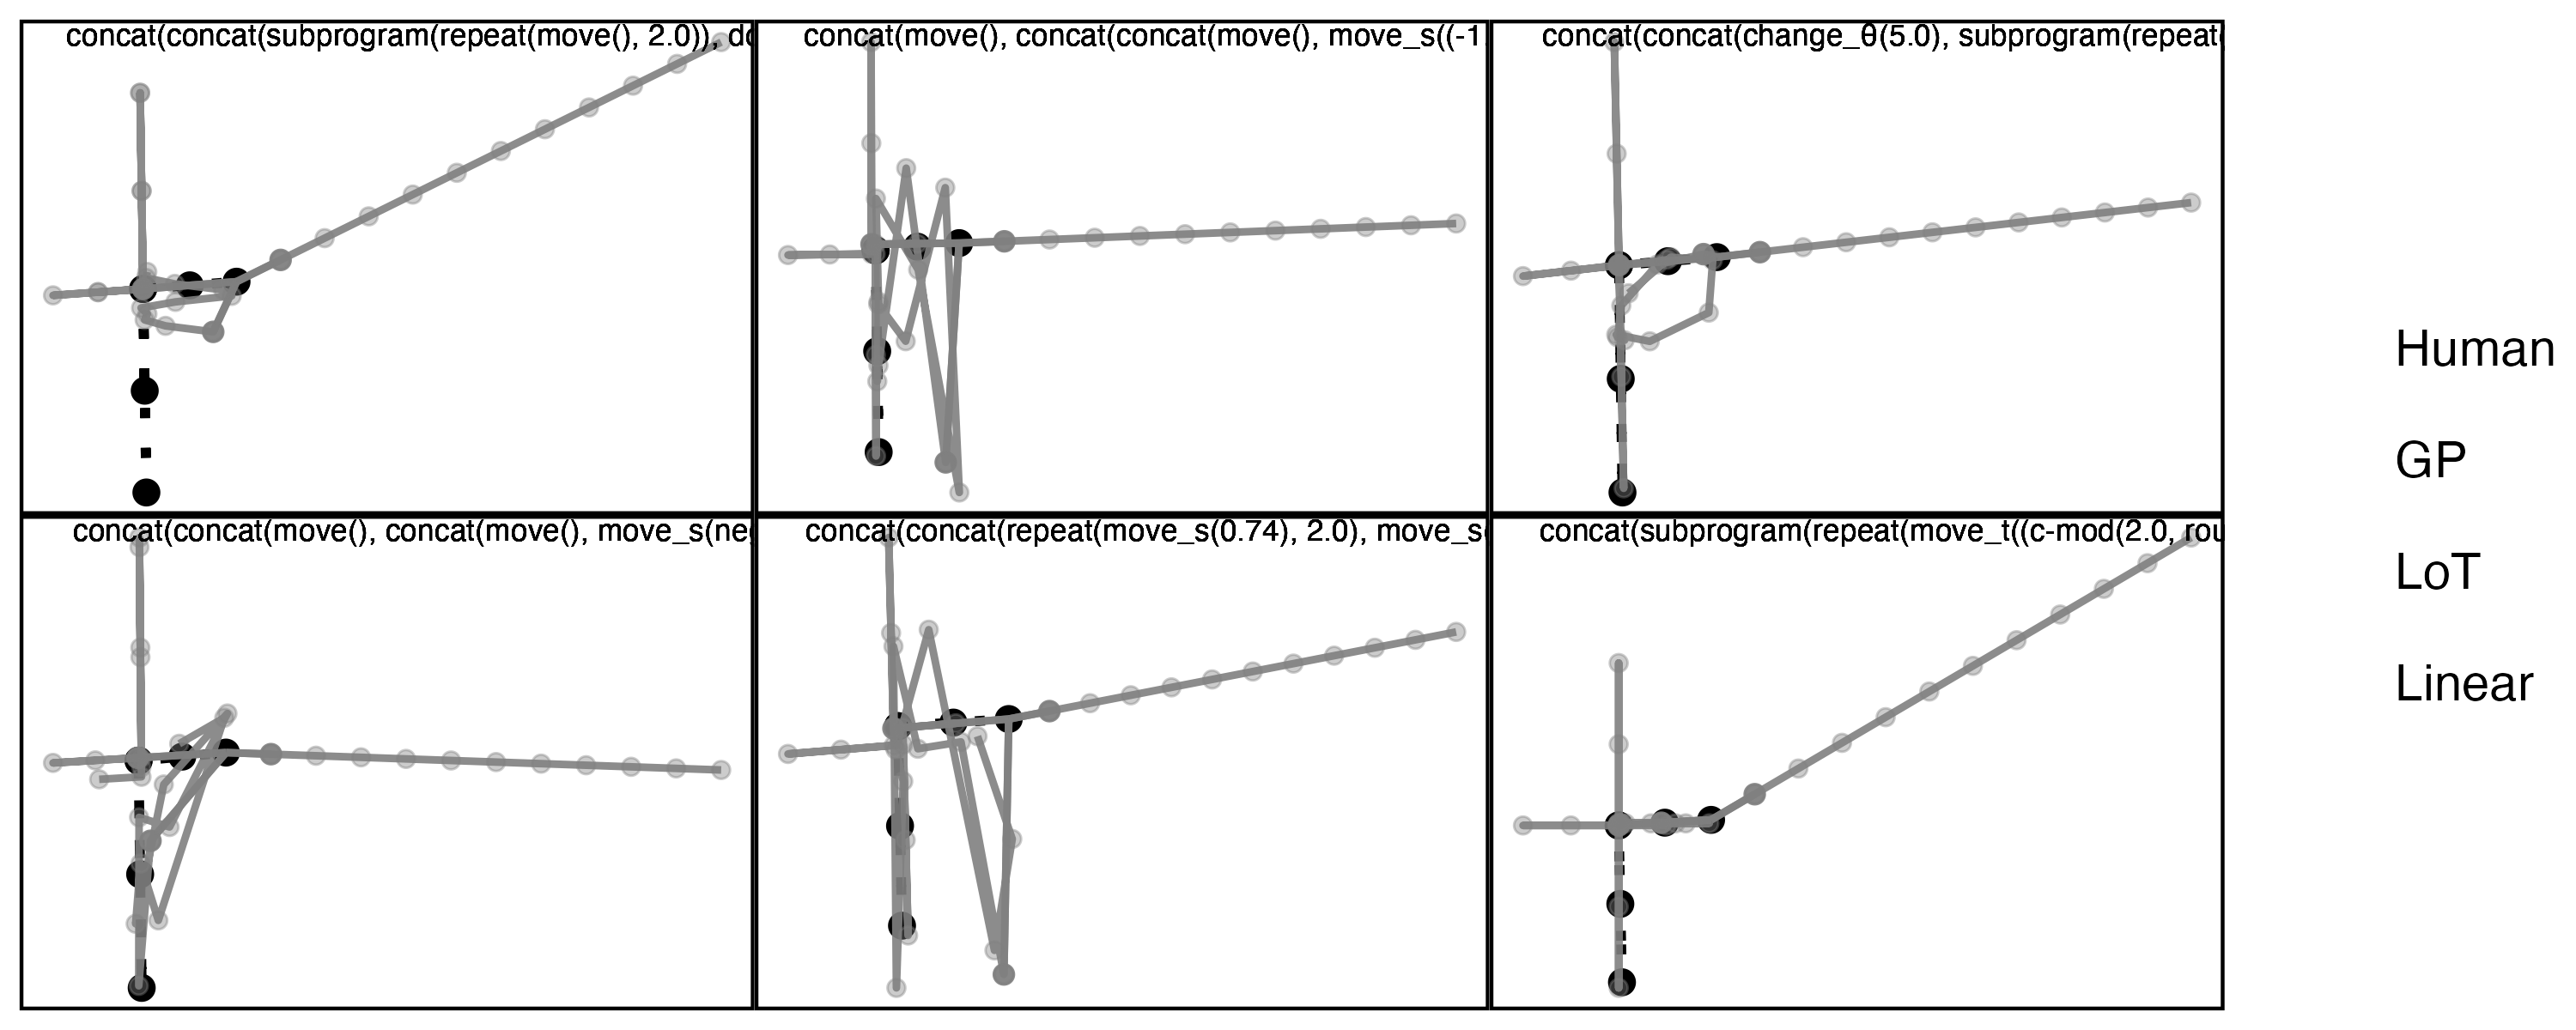 concat(concat(subprogram(repeat(move(), 2.0)), do
concat(move(), concat(concat(move(), move_s((-1
concat(concat(change_θ(5.0), subprogram(repeat(
concat(concat(move(), concat(move(), move_s(neg
concat(concat(repeat(move_s(0.74), 2.0), move_s(
concat(subprogram(repeat(move_t((c-mod(2.0, rou
Human
GP
LoT
Linear